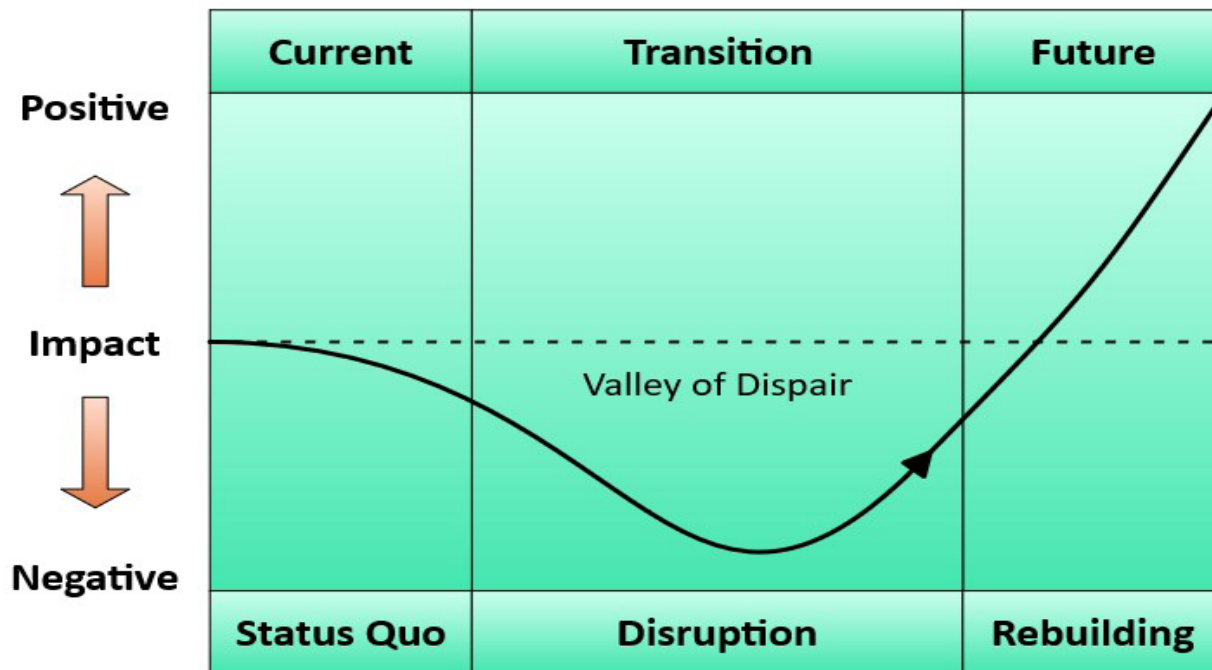 Current
Transition
Future
Positive
Impact
Valley of Dispair
Negative
Status Quo
Disruption
Rebuilding